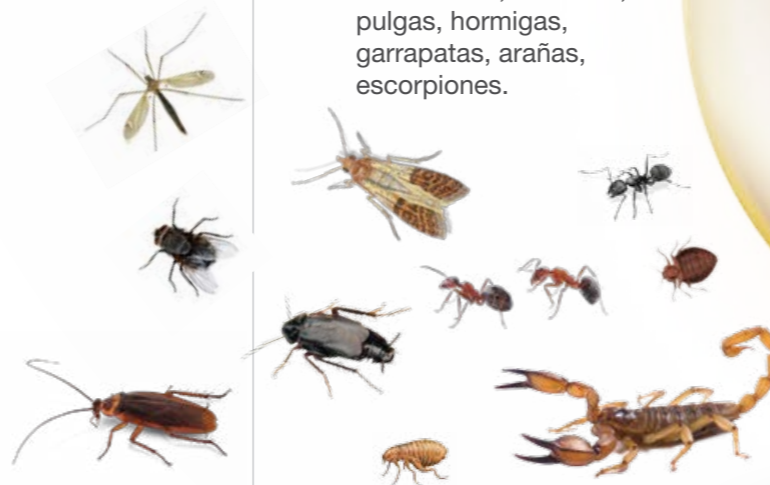 pulgas, hormigas,
garrapatas, arañas,
escorpiones.